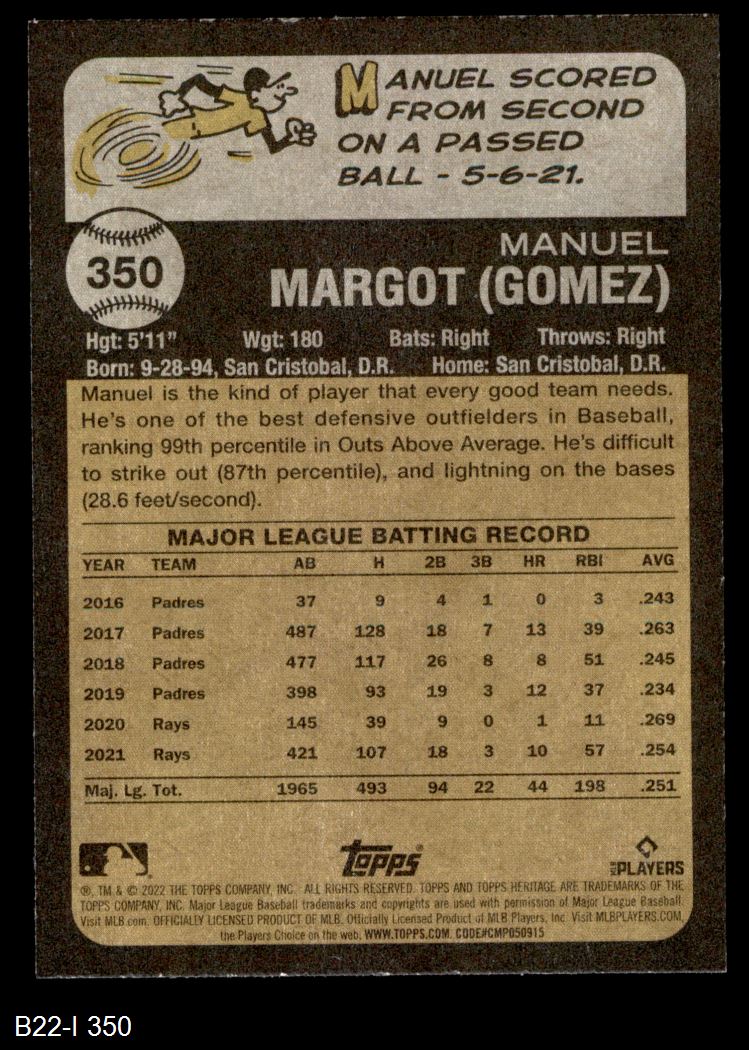 MANUEL SCORED
FROM SECOND
ON A PASSED
BALL - 5-6-21.
350
MANUEL
MARGOT (GOMEZ)
Hgt: 5'11" Wgt: 180 Bats: Right Throws: Right
Born: 9-28-94, San Cristobal, D.R. Home: San Cristobal, D.R.
Manuel is the kind of player that every good team needs.
He's one of the best defensive outfielders in Baseball,
ranking 99th percentile in Outs Above Average. He's difficult
to strike out (87th percentile), and lightning on the bases
(28.6 feet/second).
MAJOR LEAGUE BATTING RECORD
YEAR TEAM AB H 2B 3B HR RBI AVG
2016 Padres 37 9 4 1 0 3 .243
2017 Padres 487 128 18 7 13 39 .263
2018 Padres 477 117 26 8 8 51 .245
2019 Padres 398 93 19 3 12 37 .234
2020 Rays 145 39 9 0 1 11 .269
2021 Rays 421 107 18 3 10 57 .254
Maj. Lg. Tot. 1965 493 94 22 44 198 .251
Topps
MLB PLAYERS
®, TM & © 2022 THE TOPPS COMPANY, INC. ALL RIGHTS RESERVED. TOPPS AND TOPPS HERITAGE ARE TRADEMARKS OF THE
TOPPS COMPANY, INC. Major League Baseball trademarks and copyrights are used with permission of Major League Baseball.
Visit MLB.com. OFFICIALLY LICENSED PRODUCT OF MLB. Officially Licensed Product of MLB Players, Inc. Visit MLBPLAYERS.COM,
the Players Choice on the web. WWW.TOPPS.COM. CODE#CMP050915
B22-I 350